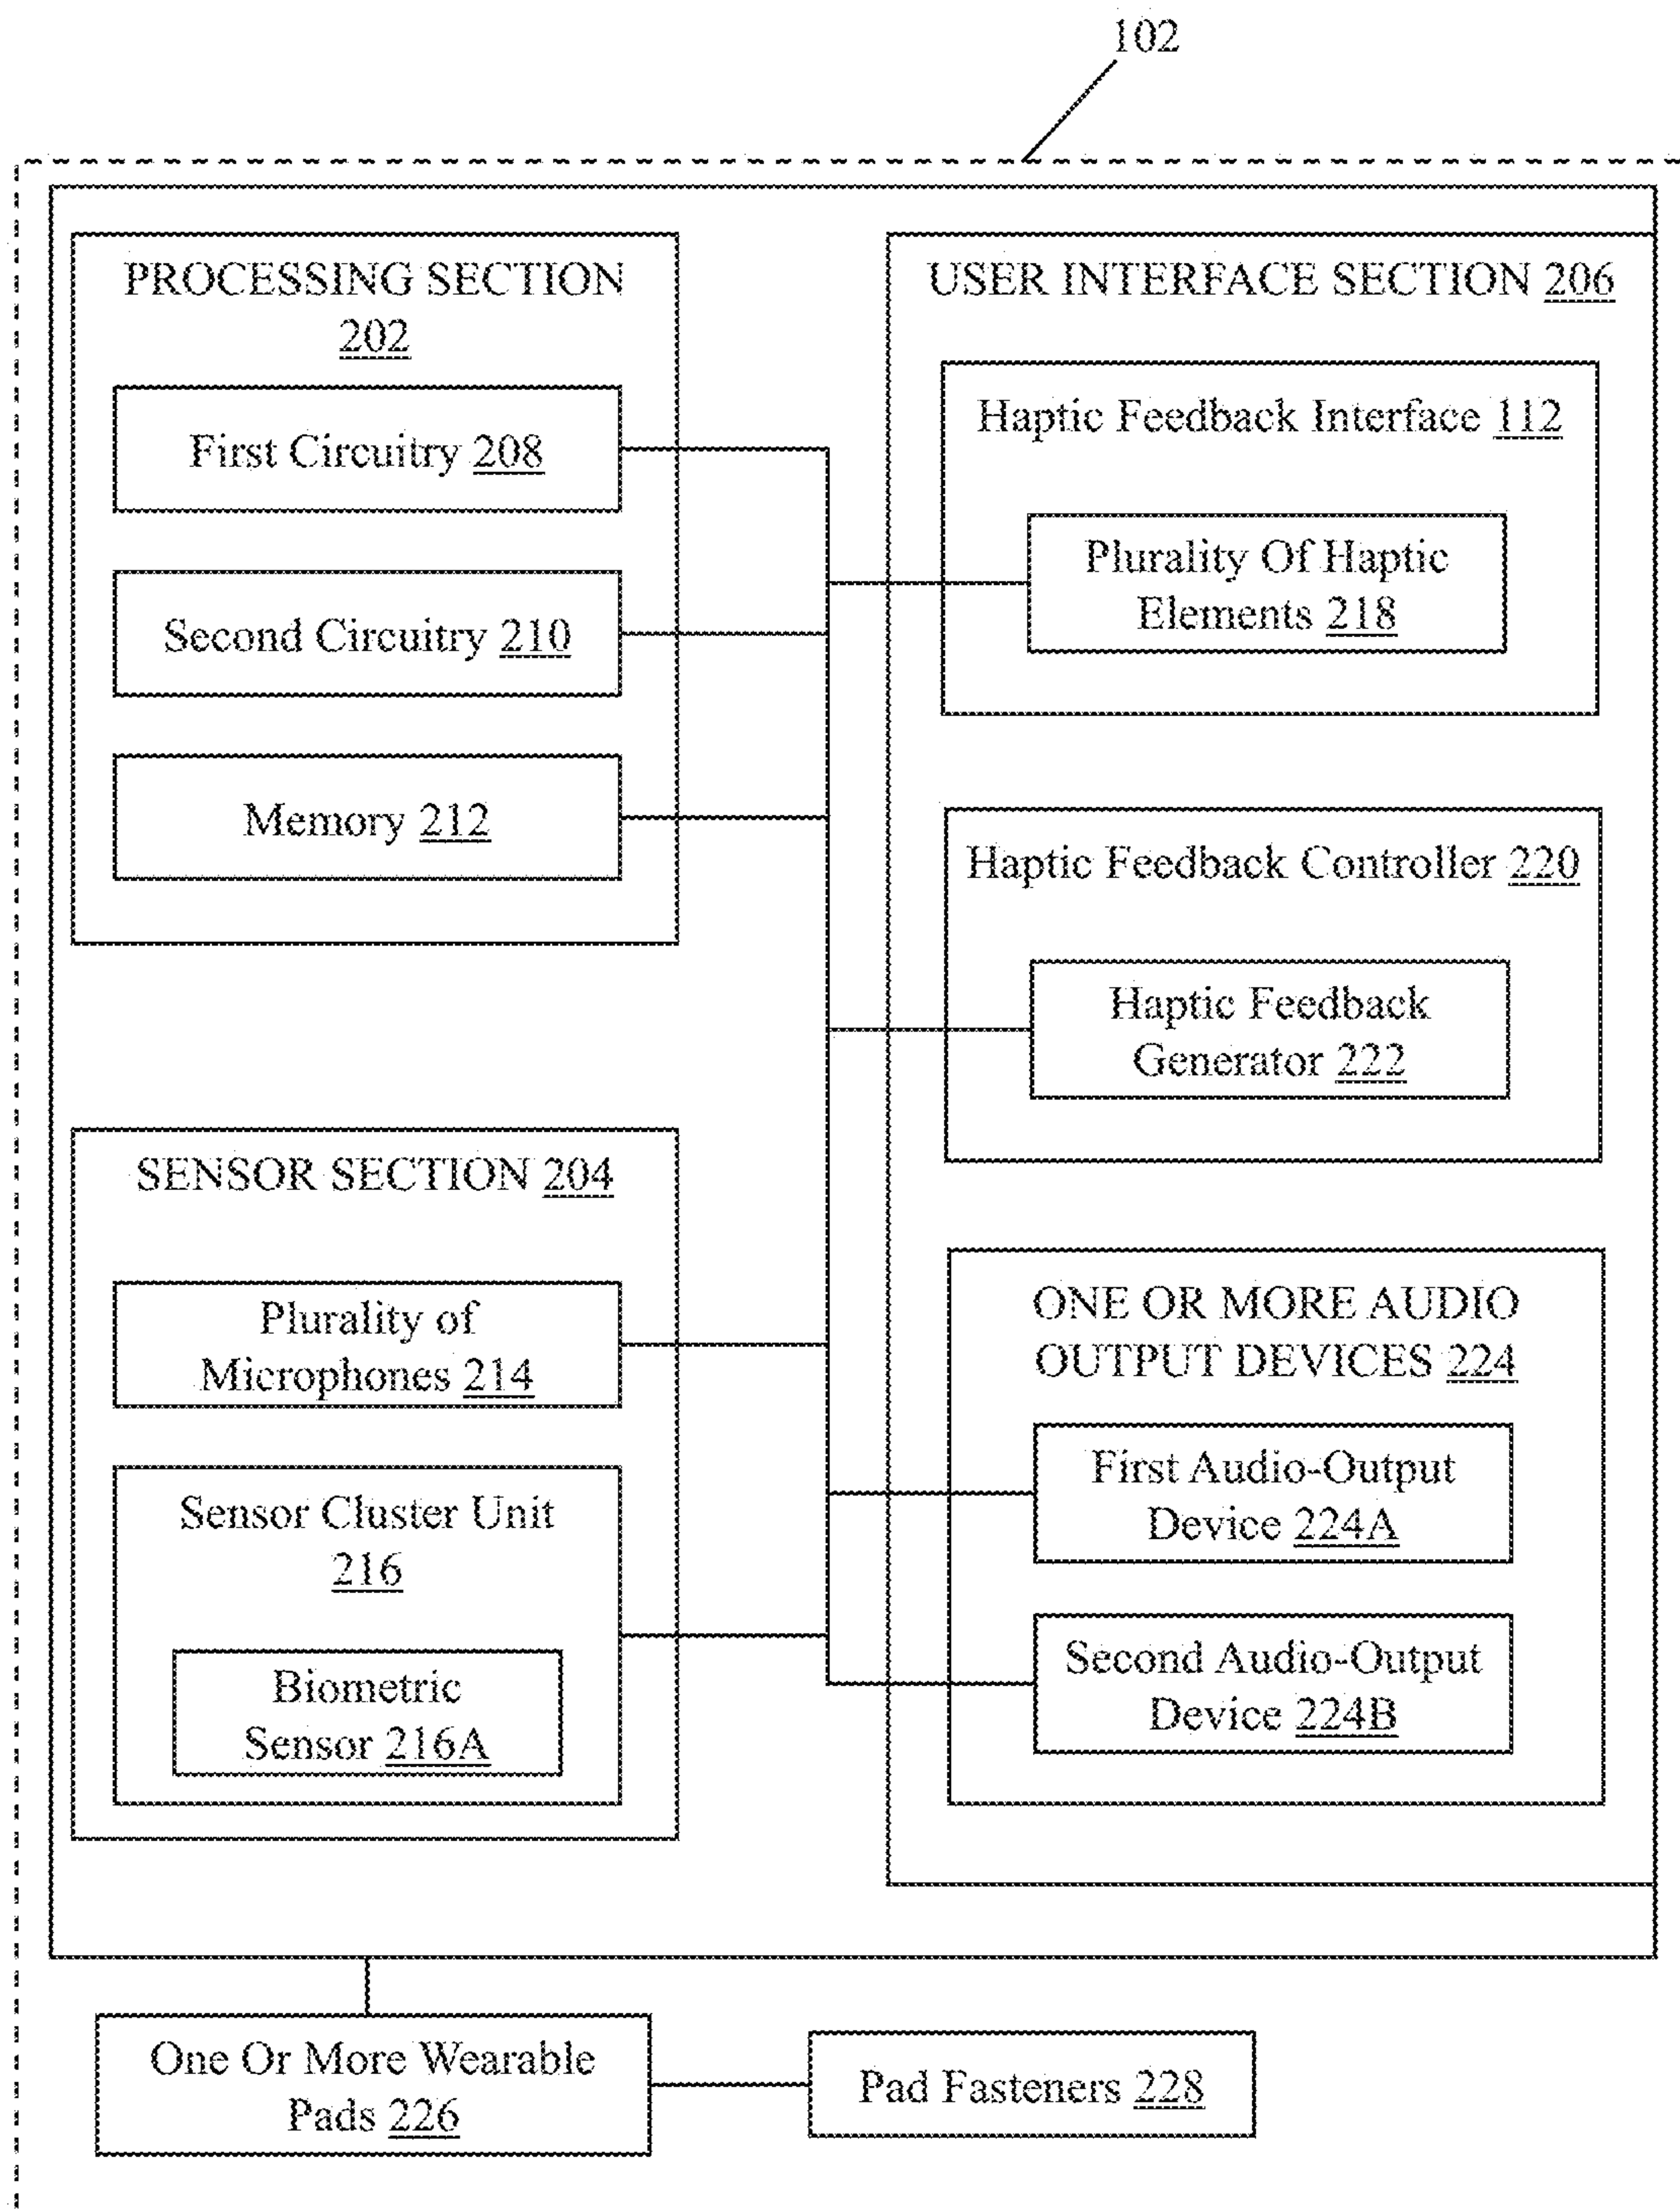 102
PROCESSING SECTION
202
First Circuitry 208
Second Circuitry 210
Memory 212
SENSOR SECTION 204
Plurality of
Microphones 214
Sensor Cluster Unit
216
Biometric
Sensor 216A
USER INTERFACE SECTION 206
Haptic Feedback Interface 112
Plurality Of Haptic
Elements 218
Haptic Feedback Controller 220
Haptic Feedback
Generator 222
ONE OR MORE AUDIO
OUTPUT DEVICES 224
First Audio-Output
Device 224A
Second Audio-Output
Device 224B
One Or More Wearable
Pads 226
Pad Fasteners 228